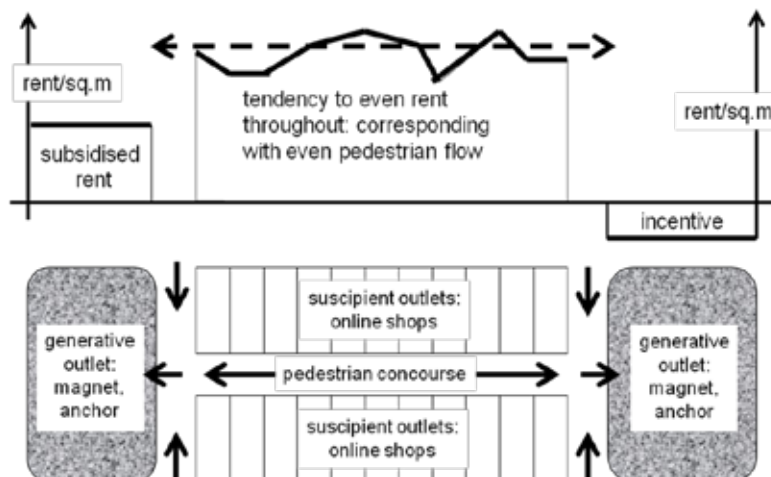 rent/sq.m
subsidised
rent
tendency to even rent
throughout: corresponding
with even pedestrian flow
rent/sq.m
incentive
generative
outlet:
magnet,
anchor
suscipient outlets:
online shops
pedestrian concourse
suscipient outlets:
online shops
generative
outlet:
magnet,
anchor